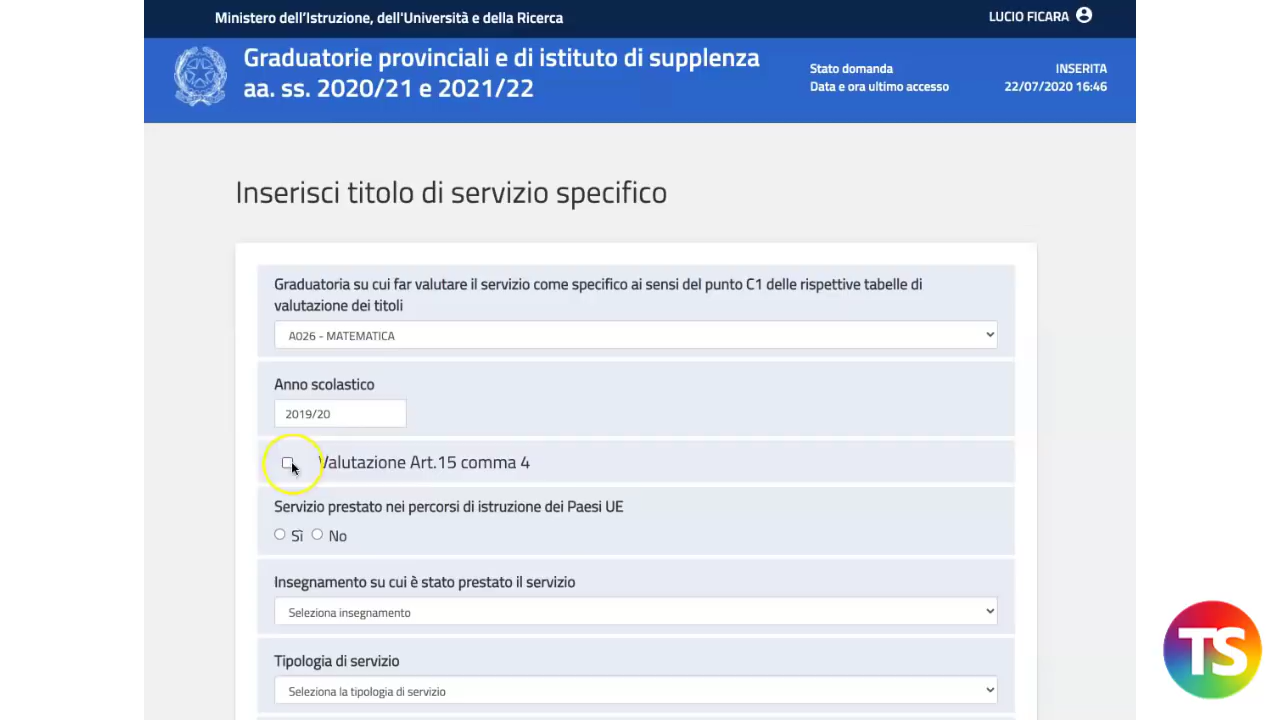 Ministero dell'Istruzione, dell'Università e della Ricerca
LUCIO FICARA
Graduatorie provinciali e di istituto di supplenza
aa. ss. 2020/21 e 2021/22
Stato domanda INSERITA
Data e ora ultimo accesso 22/07/2020 16:46
Inserisci titolo di servizio specifico
Graduatoria su cui far valutare il servizio come specifico ai sensi del punto C1 delle rispettive tabelle di
valutazione dei titoli
A026 - MATEMATICA
Anno scolastico
2019/20
Valutazione Art.15 comma 4
Servizio prestato nei percorsi di istruzione dei Paesi UE
Sì No
Insegnamento su cui è stato prestato il servizio
Seleziona insegnamento
Tipologia di servizio
Seleziona la tipologia di servizio
TS